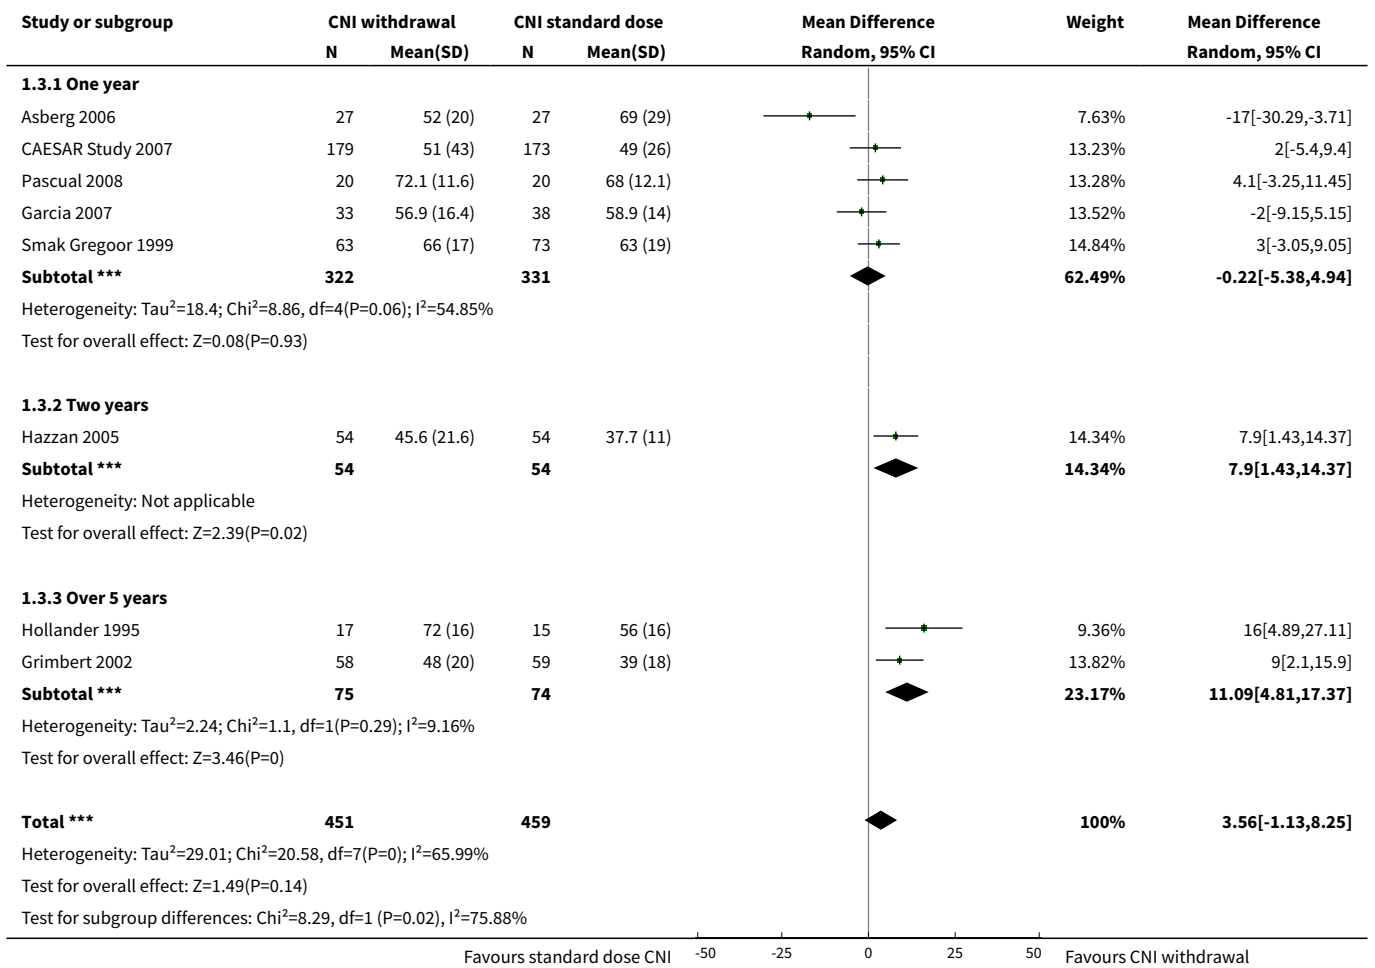 Study or subgroup CNI withdrawal CNI standard dose Mean Difference Weight Mean Difference
N Mean(SD) N Mean(SD) Random, 95% CI Random, 95% CI
1.3.1 One year
Asberg 2006 27 52 (20) 27 69 (29) 7.63% -17[-30.29,-3.71]
CAESAR Study 2007 179 51 (43) 173 49 (26) 13.23% 2[-5.4,9.4]
Pascual 2008 20 72.1 (11.6) 20 68 (12.1) 13.28% 4.1[-3.25,11.45]
Garcia 2007 33 56.9 (16.4) 38 58.9 (14) 13.52% -2[-9.15,5.15]
Smak Gregoor 1999 63 66 (17) 73 63 (19) 14.84% 3[-3.05,9.05]
Subtotal *** 322 331 62.49% -0.22[-5.38,4.94]
Heterogeneity: Tau²=18.4; Chi²=8.86, df=4(P=0.06); I²=54.85%
Test for overall effect: Z=0.08(P=0.93)
1.3.2 Two years
Hazzan 2005 54 45.6 (21.6) 54 37.7 (11) 14.34% 7.9[1.43,14.37]
Subtotal *** 54 54 14.34% 7.9[1.43,14.37]
Heterogeneity: Not applicable
Test for overall effect: Z=2.39(P=0.02)
1.3.3 Over 5 years
Hollander 1995 17 72 (16) 15 56 (16) 9.36% 16[4.89,27.11]
Grimbert 2002 58 48 (20) 59 39 (18) 13.82% 9[2.1,15.9]
Subtotal *** 75 74 23.17% 11.09[4.81,17.37]
Heterogeneity: Tau²=2.24; Chi²=1.1, df=1(P=0.29); I²=9.16%
Test for overall effect: Z=3.46(P=0)
Total *** 451 459 100% 3.56[-1.13,8.25]
Heterogeneity: Tau²=29.01; Chi²=20.58, df=7(P=0); I²=65.99%
Test for overall effect: Z=1.49(P=0.14)
Test for subgroup differences: Chi²=8.29, df=1 (P=0.02), I²=75.88%
Favours standard dose CNI -50 -25 0 25 50 Favours CNI withdrawal